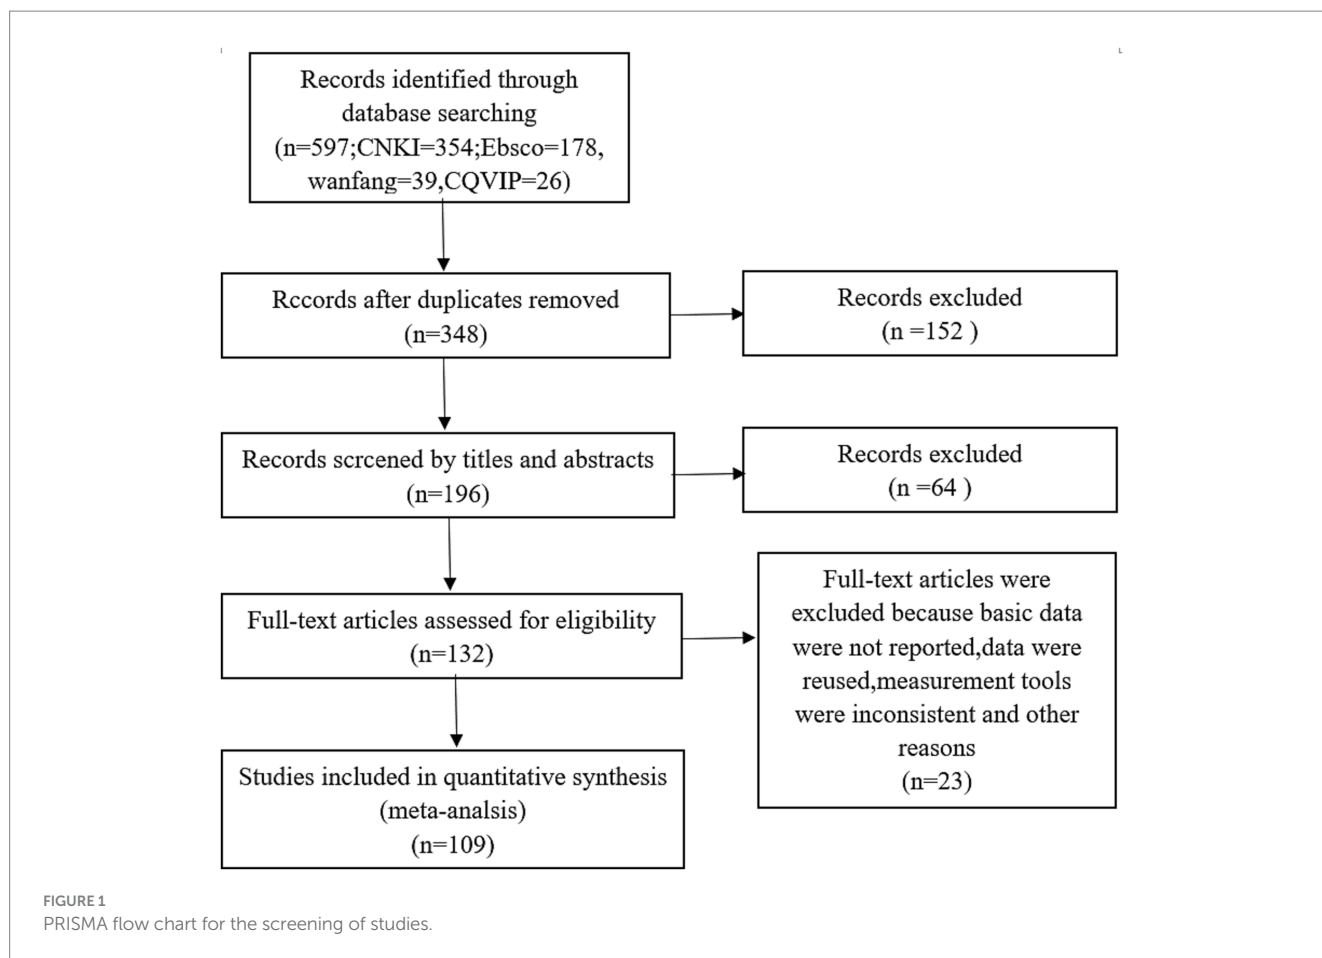 Records identified through
database searching
(n=597;CNKI=354;Ebsco=178,
wanfang=39,CQVIP=26)
Rccords after duplicates removed
(n=348)
Records excluded
(n =152 )
Records scrcened by titles and abstracts
(n=196)
Records excluded
(n =64 )
Full-text articles assessed for eligibility
(n=132)
Full-text articles were
excluded because basic data
were not reported,data were
reused,measurement tools
were inconsistent and other
reasons
(n=23)
Studies included in quantitative synthesis
(meta-analsis)
(n=109)
FIGURE 1
PRISMA flow chart for the screening of studies.